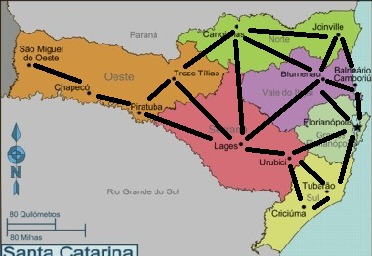 Paraná
Joinville
Canoinhas
Norte
São Miguel
do Oeste
Oeste
Treze Tílias
Blumenau
Balneário
Camboriú
Chapecó
Vale do Itajaí
Piratuba
Florianópolis
Grande
Florianópolis
Serrana
Lages
Urubici
Tubarão
Sul
Rio Grande do Sul
Criciúma
N
80 Quilômetros
80 Milhas
Santa Catarina